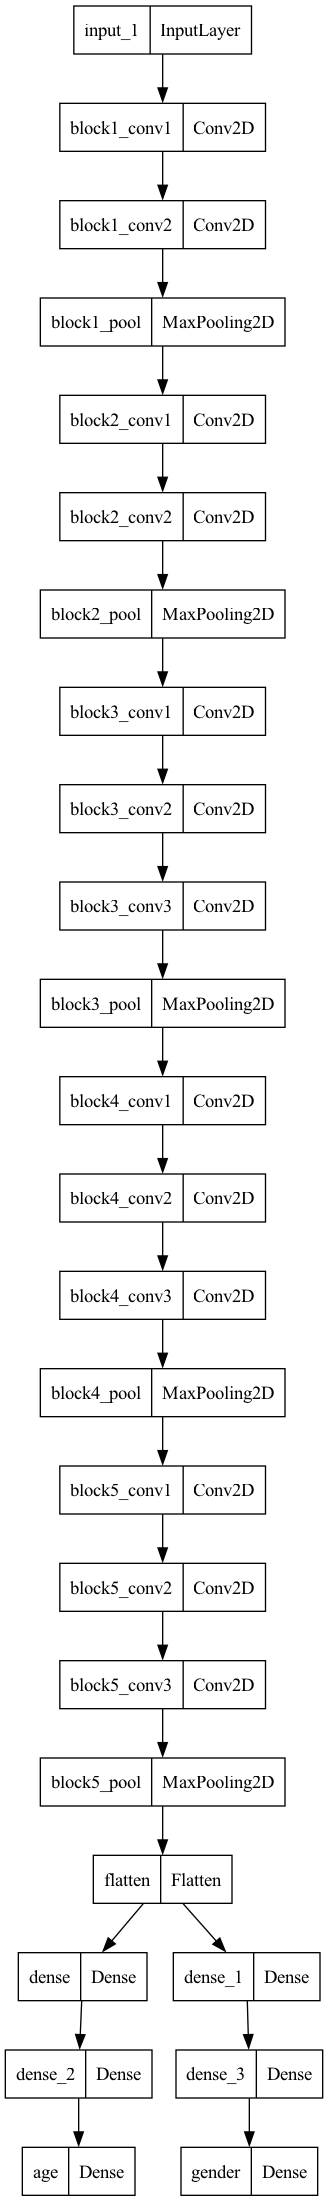 input_1 InputLayer
block1_conv1 Conv2D
block1_conv2 Conv2D
block1_pool MaxPooling2D
block2_conv1 Conv2D
block2_conv2 Conv2D
block2_pool MaxPooling2D
block3_conv1 Conv2D
block3_conv2 Conv2D
block3_conv3 Conv2D
block3_pool MaxPooling2D
block4_conv1 Conv2D
block4_conv2 Conv2D
block4_conv3 Conv2D
block4_pool MaxPooling2D
block5_conv1 Conv2D
block5_conv2 Conv2D
block5_conv3 Conv2D
block5_pool MaxPooling2D
flatten Flatten
dense Dense dense_1 Dense
dense_2 Dense dense_3 Dense
age Dense gender Dense